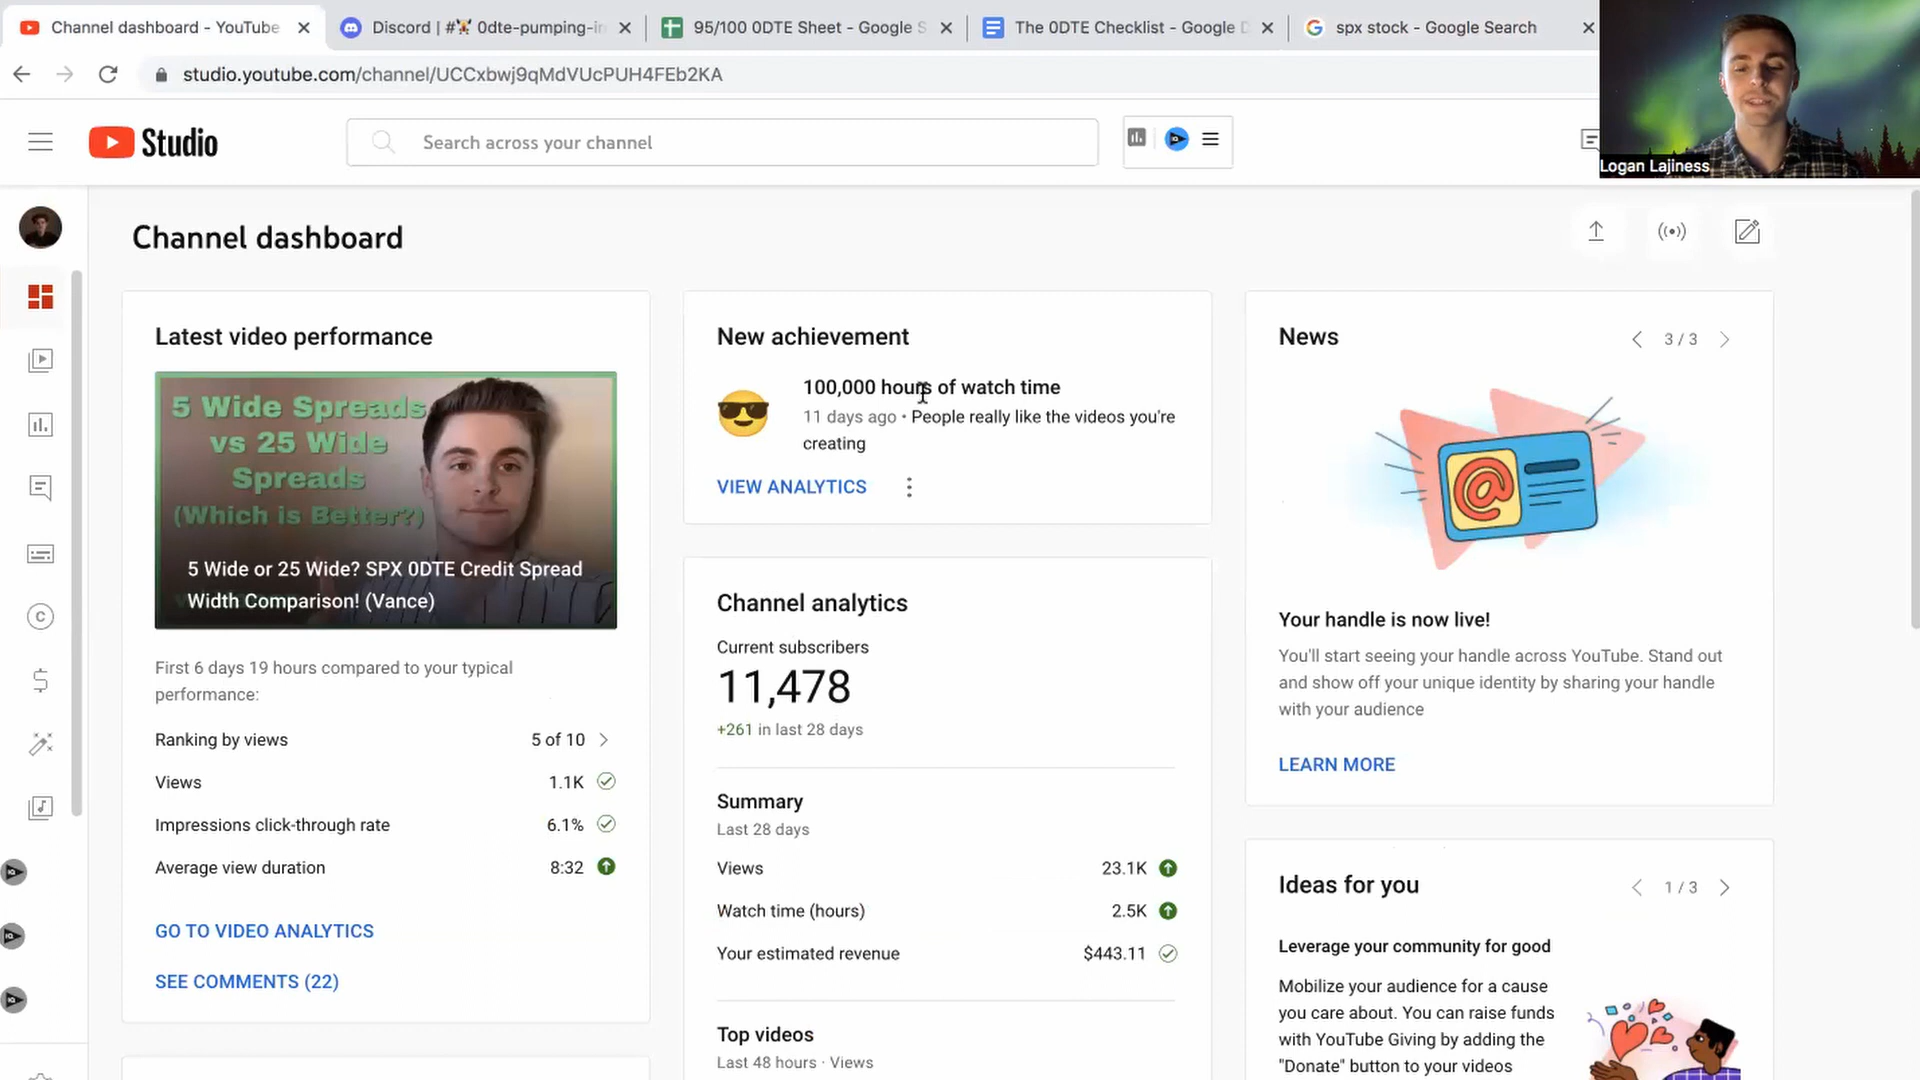 Channel dashboard - YouTube
Discord | #
0dte-pumping-in
95/100 0DTE Sheet - Google S
The 0DTE Checklist - Google D
spx stock - Google Search
studio.youtube.com/channel/UCCxbwj9qMdVUcPUH4FEb2KA
Studio
Search across your channel
Logan Lajiness
Channel dashboard
Latest video performance
5 Wide Spreads
vs 25 Wide
Spreads
(Which is Better?)
5 Wide or 25 Wide? SPX 0DTE Credit Spread
Width Comparison! (Vance)
First 6 days 19 hours compared to your typical
performance:
Ranking by views 5 of 10
Views 1.1K
Impressions click-through rate 6.1%
Average view duration 8:32
GO TO VIDEO ANALYTICS
SEE COMMENTS (22)
New achievement
100,000 hours of watch time
11 days ago • People really like the videos you're
creating
VIEW ANALYTICS
Channel analytics
Current subscribers
11,478
+261 in last 28 days
Summary
Last 28 days
Views 23.1K
Watch time (hours) 2.5K
Your estimated revenue $443.11
Top videos
Last 48 hours · Views
News
3 / 3
Your handle is now live!
You'll start seeing your handle across YouTube. Stand out
and show off your unique identity by sharing your handle
with your audience
LEARN MORE
Ideas for you
1 / 3
Leverage your community for good
Mobilize your audience for a cause
you care about. You can raise funds
with YouTube Giving by adding the
"Donate" button to your videos